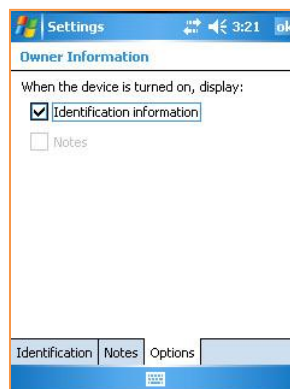 Settings 3:21 ok
Owner Information
When the device is turned on, display:
Identification information
Notes
Identification Notes Options